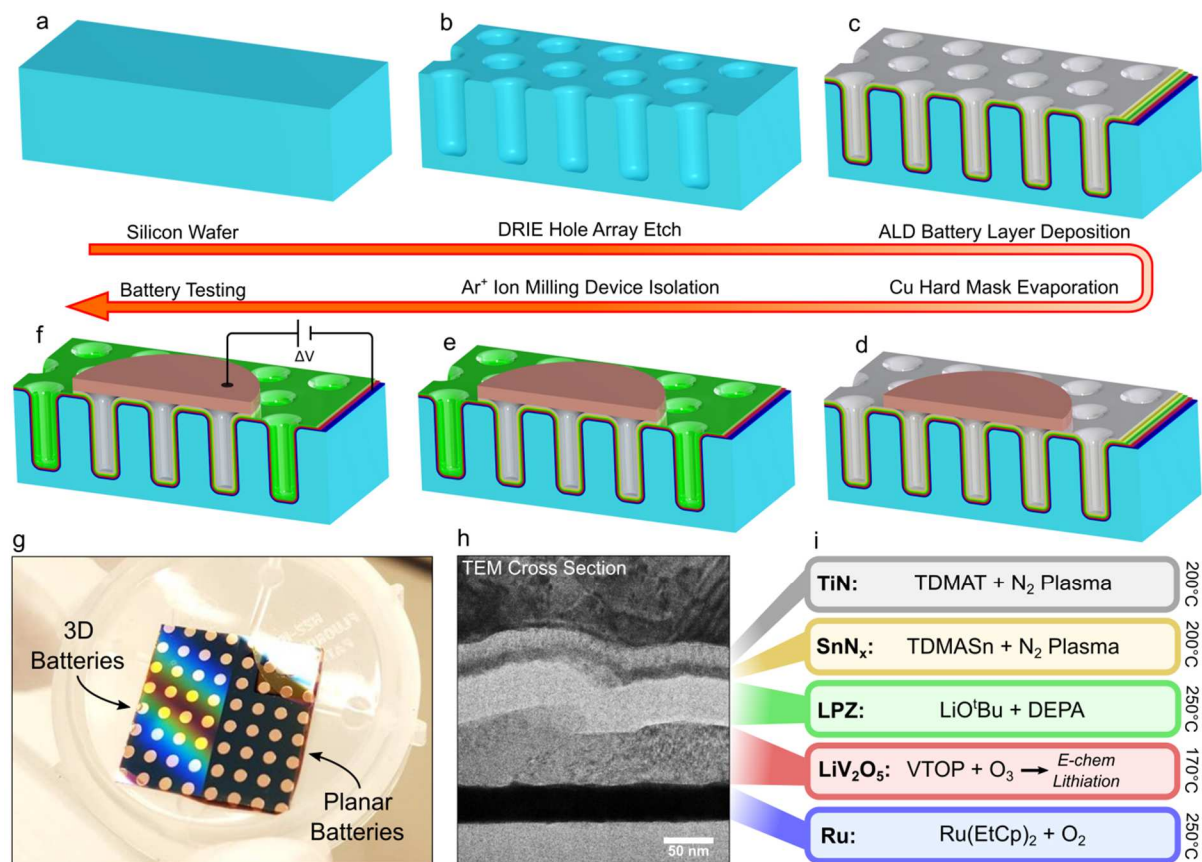 a
b
c
Silicon Wafer
DRIE Hole Array Etch
ALD Battery Layer Deposition
Battery Testing
Ar⁺ Ion Milling Device Isolation
Cu Hard Mask Evaporation
f
ΔV
e
d
g
3D
Batteries
Planar
Batteries
h
TEM Cross Section
50 nm
i
TiN: TDMAT + N₂ Plasma
200°C
SnNₓ: TDMASn + N₂ Plasma
200°C
LPZ: LiOᵗBu + DEPA
250°C
LiV₂O₅: VTOP + O₃ → E-chem
Lithiation
170°C
Ru: Ru(EtCp)₂ + O₂
250°C